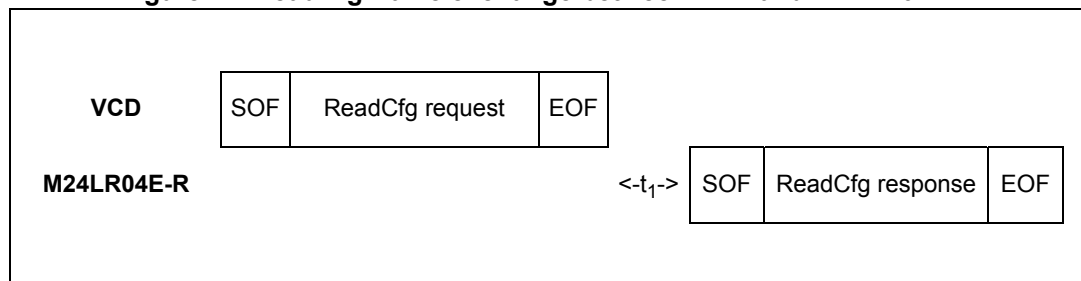 VCD SOF ReadCfg request EOF
M24LR04E-R <-t₁-> SOF ReadCfg response EOF